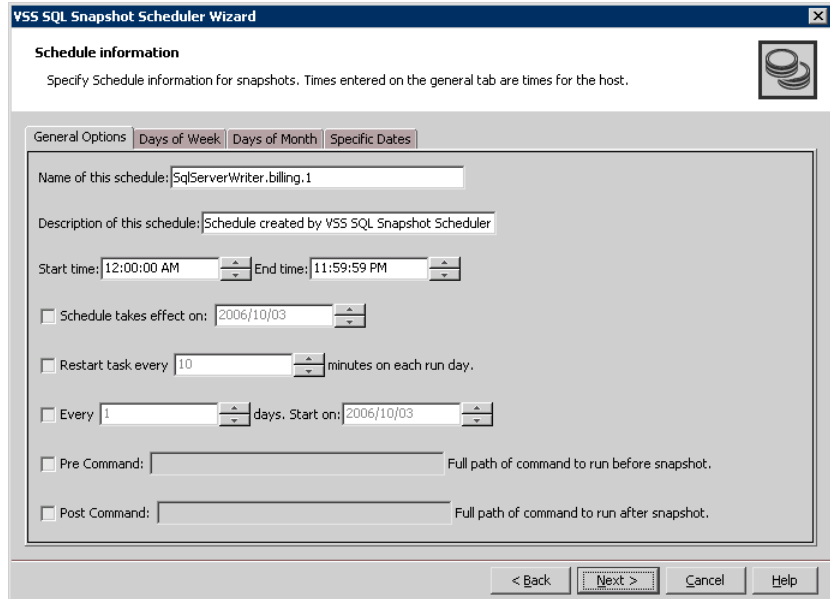 VSS SQL Snapshot Scheduler Wizard
Schedule information
Specify Schedule information for snapshots. Times entered on the general tab are times for the host.
General Options Days of Week Days of Month Specific Dates
Name of this schedule: SqlServerWriter.billing.1
Description of this schedule: Schedule created by VSS SQL Snapshot Scheduler
Start time: 12:00:00 AM End time: 11:59:59 PM
Schedule takes effect on: 2006/10/03
Restart task every 10 minutes on each run day.
Every 1 days. Start on: 2006/10/03
Pre Command: Full path of command to run before snapshot.
Post Command: Full path of command to run after snapshot.
< Back Next > Cancel Help